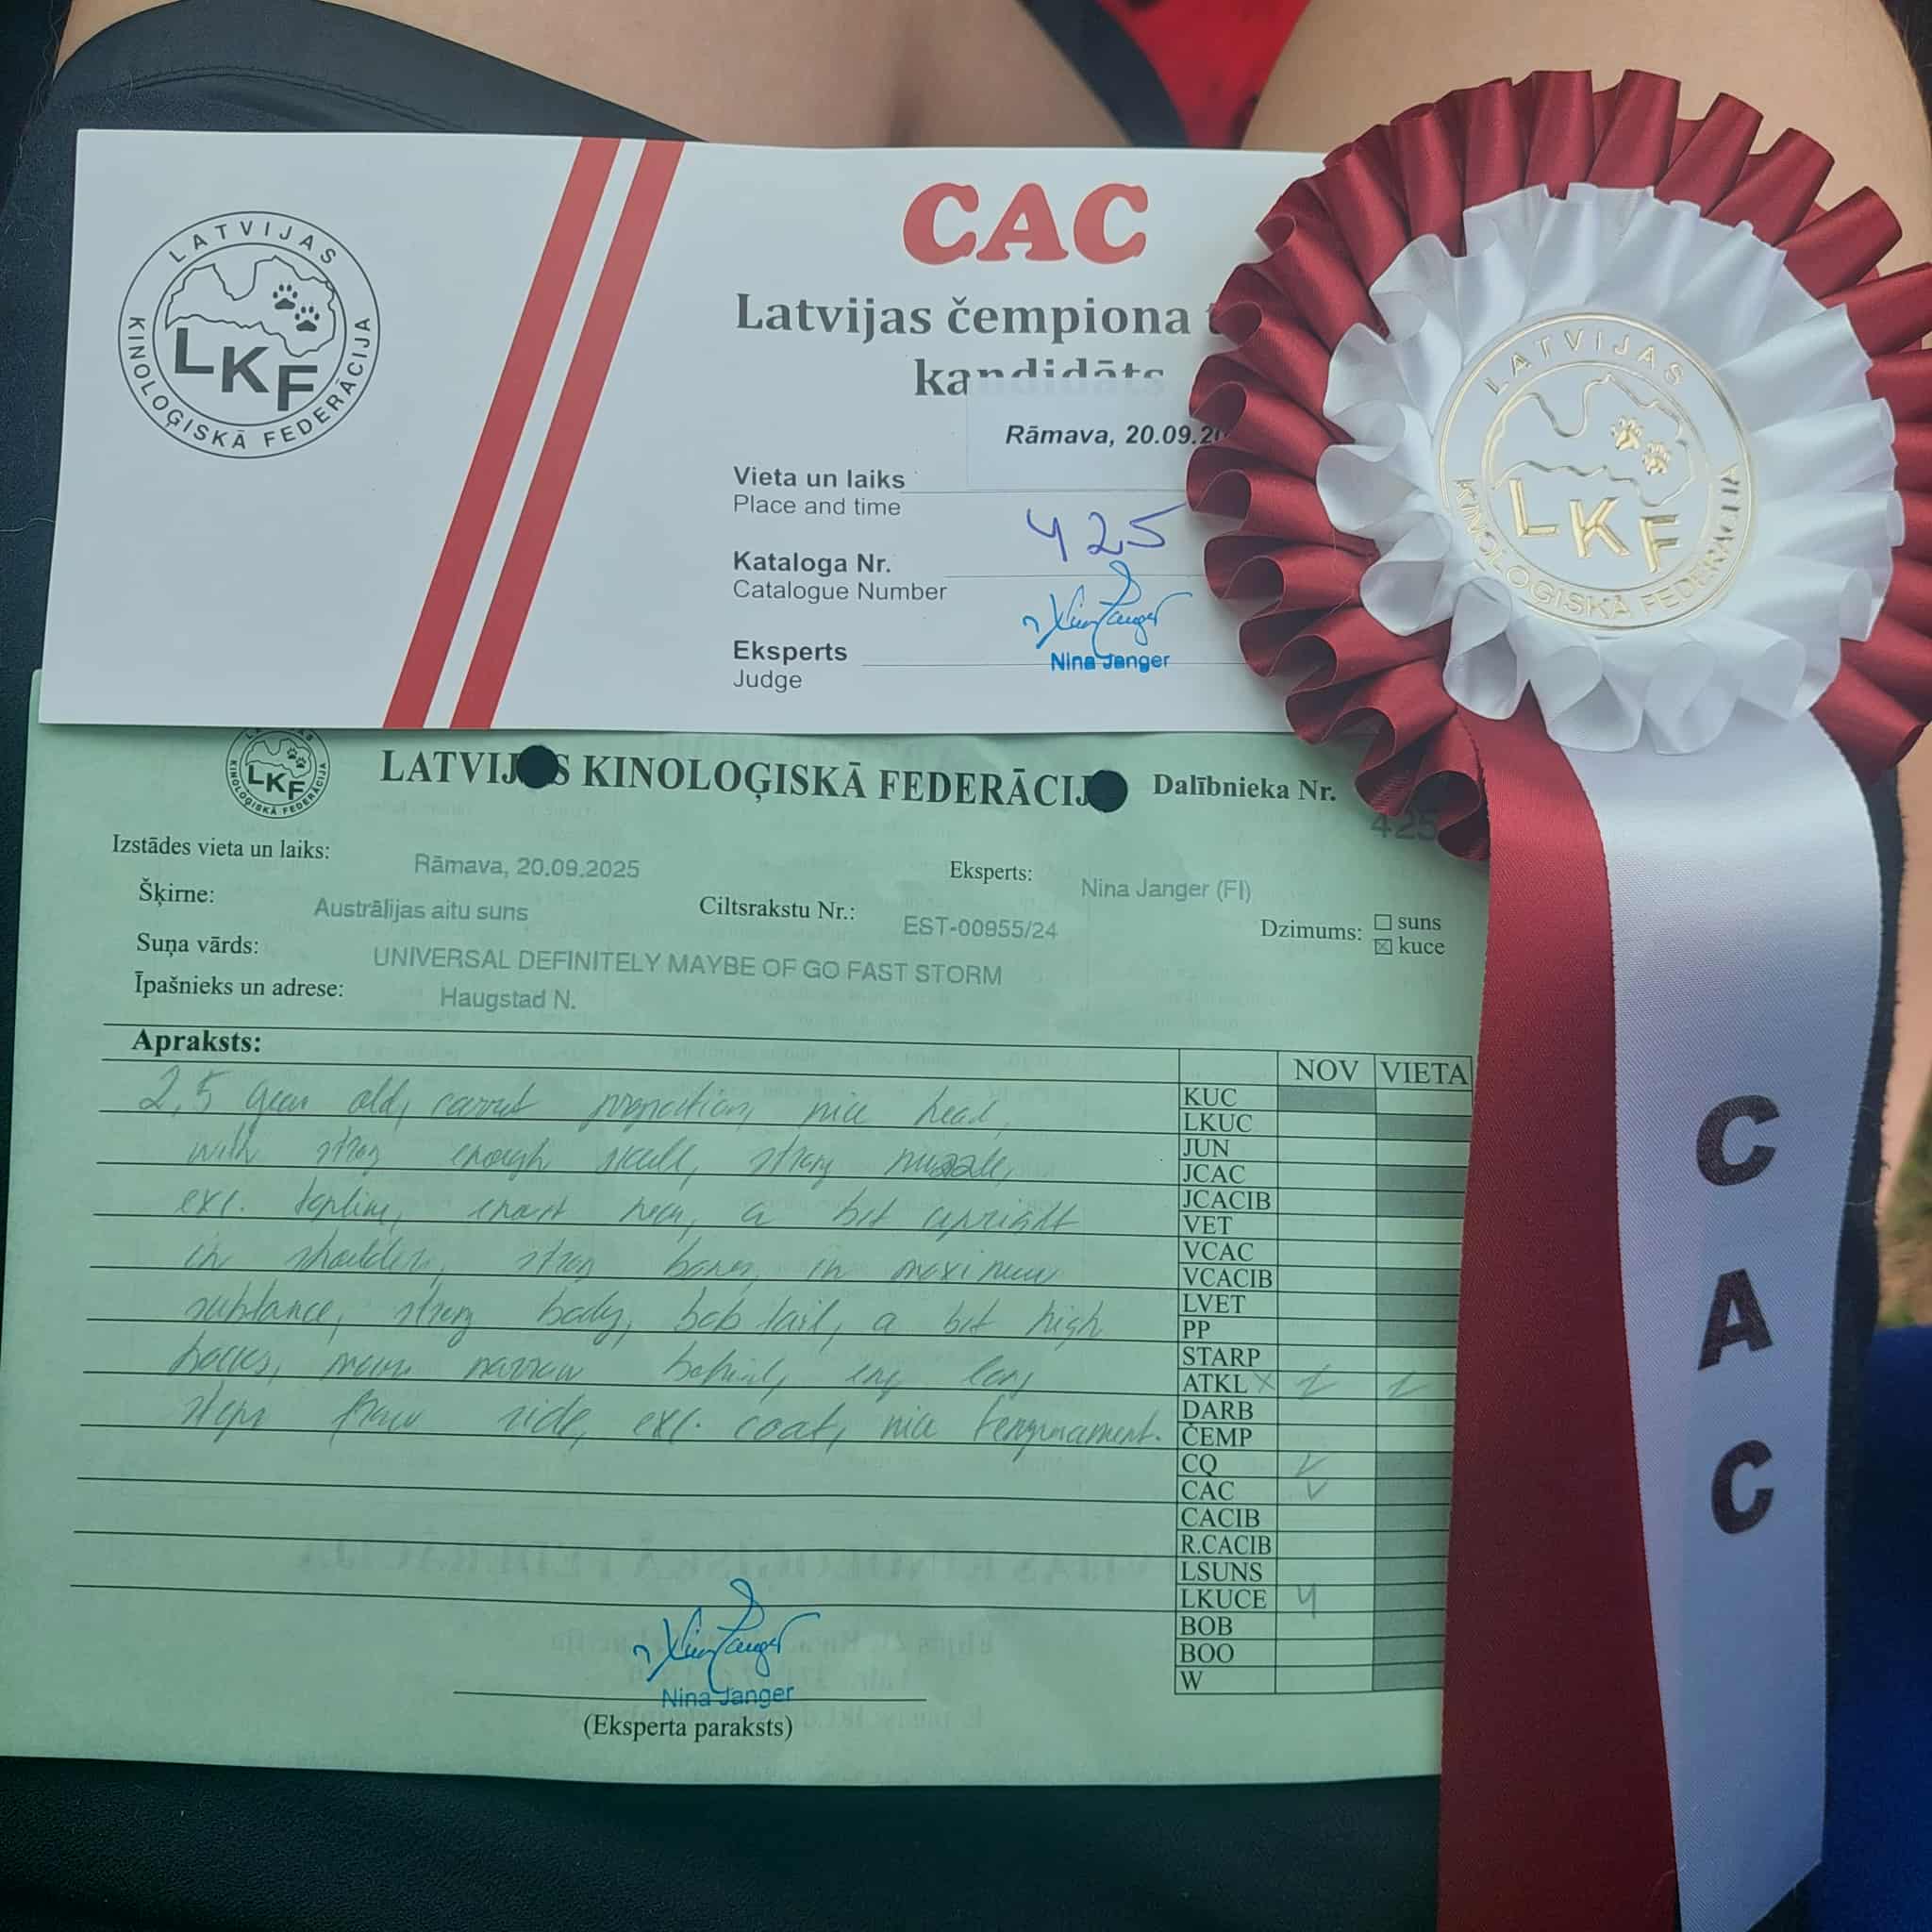 CAC
LATVIJAS KINOLOĢISKĀ FEDERĀCIJA
LKF
Latvijas čempiona
kandidāts
Rāmava, 20.09.2
Vieta un laiks
Place and time
425
Kataloga Nr.
Catalogue Number
Eksperts
Judge
Nina Janger
LATVIJAS KINOLOĢISKĀ FEDERĀCIJA
LKF
CAC
LKF
LATVIJ S KINOLOĢISKĀ FEDERĀCIJ
Dalībnieka Nr.
425
Izstādes vieta un laiks: Rāmava, 20.09.2025 Eksperts: Nina Janger (FI)
Šķirne: Austrālijas aitu suns Ciltsrakstu Nr.: EST-00955/24 Dzimums: suns
kuce
Suņa vārds: UNIVERSAL DEFINITELY MAYBE OF GO FAST STORM
Īpašnieks un adrese: Haugstad N.
Apraksts:
2,5 year old, correct proportion, nice head,
with strong enough skull, strong muzzle,
exc. topline, a bit upright
in shoulders, strong bones, in maximum
substance, strong body, bob tail, a bit high
hocks, narrow behind, long
steps from side, exc. coat, nice temperament.
NOV VIETA
KUC
LKUC
JUN
JCAC
JCACIB
VET
VCAC
VCACIB
LVET
PP
STARP
ATKL x 1 1
DARB
ČEMP
CQ
CAC
CACIB
R.CACIB
LSUNS
LKUCE 4
BOB
BOO
W
Nina Janger
(Eksperta paraksts)